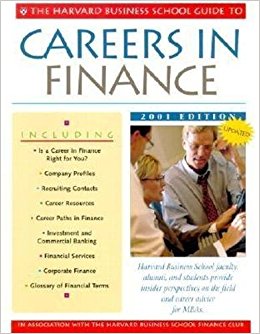 THE HARVARD BUSINESS SCHOOL GUIDE TO
CAREERS IN
FINANCE
2001 EDITION
UPDATED
INCLUDING
• Is a Career in Finance
Right for You?
• Company Profiles
• Recruiting Contacts
• Career Resources
• Career Paths in Finance
• Investment and
Commercial Banking
• Financial Services
• Corporate Finance
• Glossary of Financial Terms
Harvard Business School faculty,
alumni, and students provide
insider perspectives on the field
and career advice
for MBAs.
IN ASSOCIATION WITH THE HARVARD BUSINESS SCHOOL FINANCE CLUB